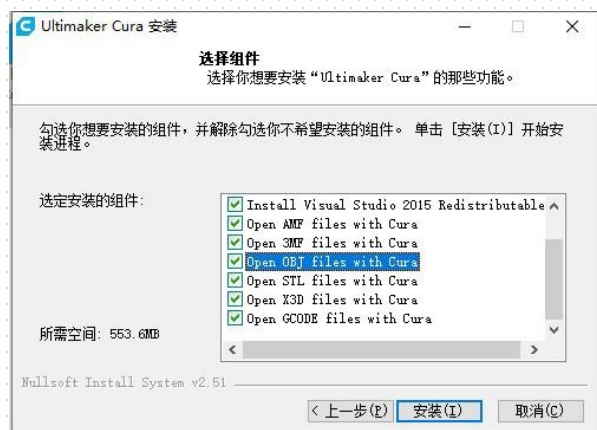 Ultimaker Cura 安装
选择组件
选择你想要安装“Ultimaker Cura”的那些功能。
勾选你想要安装的组件，并解除勾选你不希望安装的组件。 单击 [安装(I)] 开始安
装进程。
选定安装的组件:
Install Visual Studio 2015 Redistributable
Open AMF files with Cura
Open 3MF files with Cura
Open OBJ files with Cura
Open STL files with Cura
Open X3D files with Cura
Open GCODE files with Cura
所需空间: 553.6MB
Nullsoft Install System v2.51
< 上一步(P) 安装(I) 取消(C)